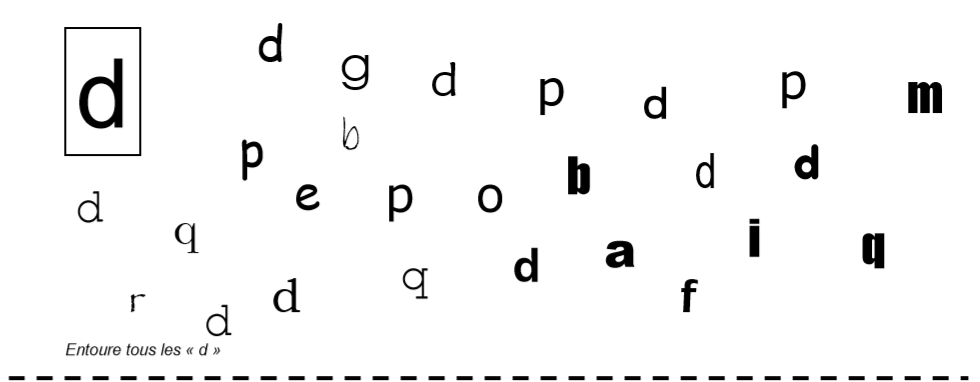 d
d g d p d p m
p b e p o b d d
d q q d a i q
r d d f
Entoure tous les « d »